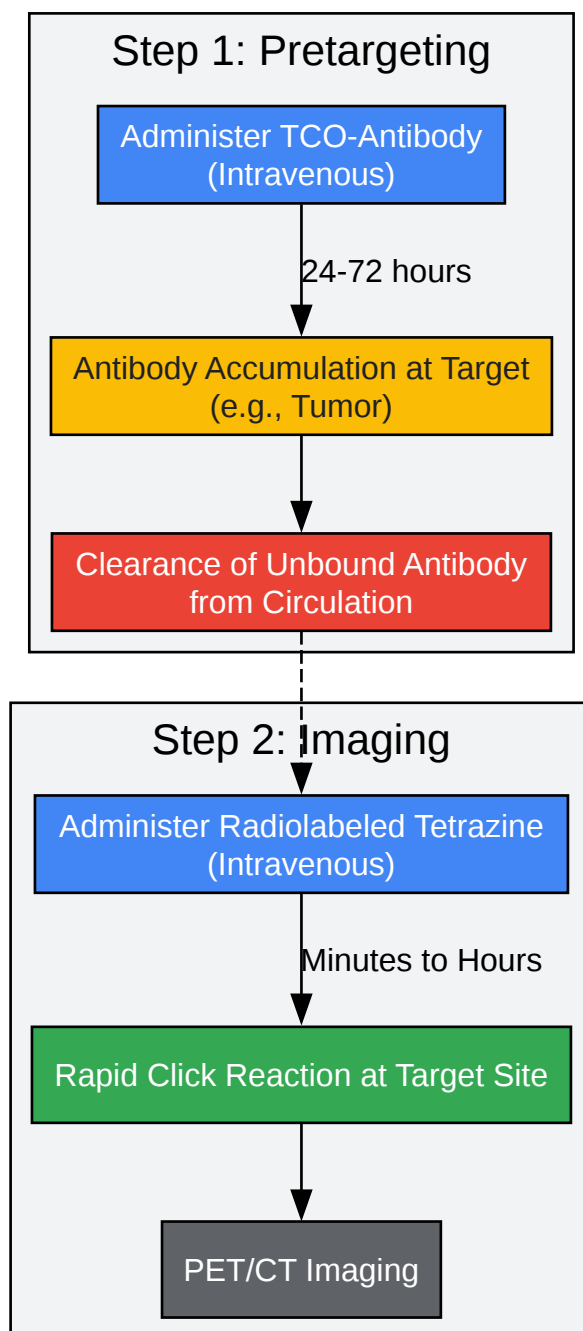 Step 1: Pretargeting
Administer TCO-Antibody
(Intravenous)
24-72 hours
Antibody Accumulation at Target
(e.g., Tumor)
Clearance of Unbound Antibody
from Circulation
Step 2: Imaging
Administer Radiolabeled Tetrazine
(Intravenous)
Minutes to Hours
Rapid Click Reaction at Target Site
PET/CT Imaging